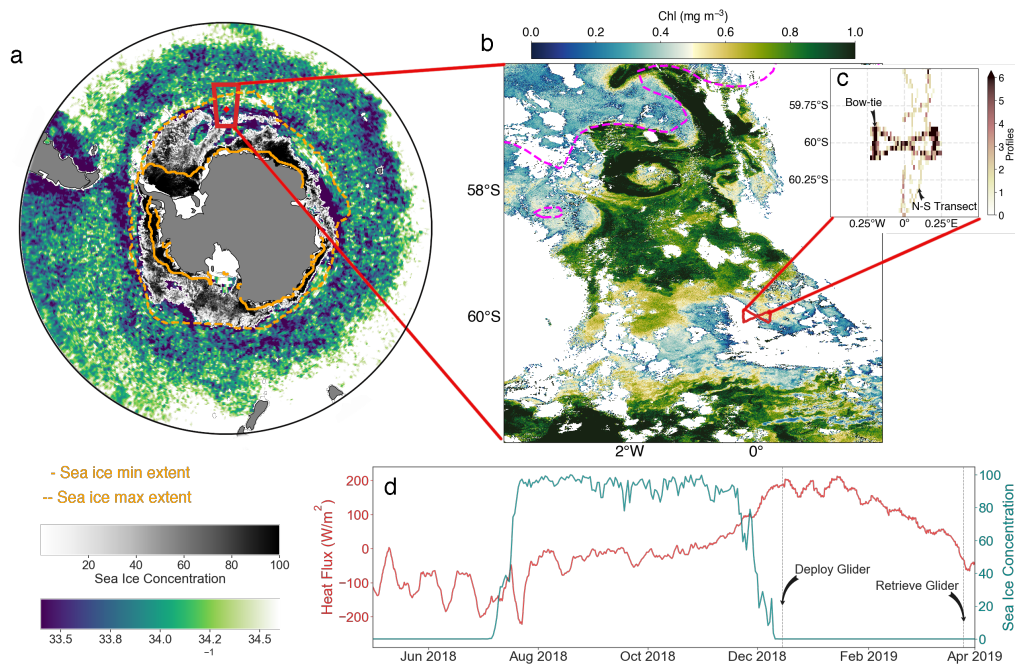 a
b
Chl (mg m⁻³)
0.0 0.2 0.4 0.6 0.8 1.0
58°S
60°S
2°W 0°
c
Bow-tie
N-S Transect
59.75°S
60°S
60.25°S
0.25°W 0° 0.25°E
6
5
4
3
2
1
0
Profiles
- Sea ice min extent
-- Sea ice max extent
20 40 60 80 100
Sea Ice Concentration
33.5 33.8 34.0 34.2 34.5
−1
d
Heat Flux (W/m²)
200
100
0
−100
−200
Deploy Glider
Retrieve Glider
100
80
60
40
20
0
Sea Ice Concentration
Jun 2018 Aug 2018 Oct 2018 Dec 2018 Feb 2019 Apr 2019